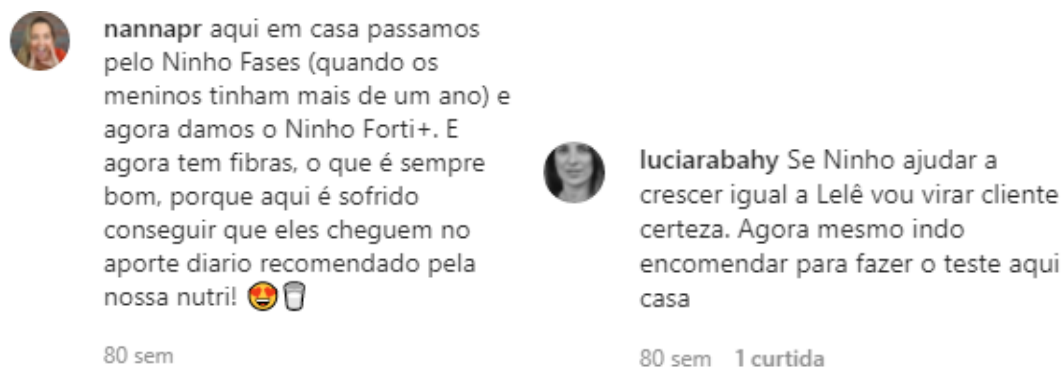 nannapr aqui em casa passamos
pelo Ninho Fases (quando os
meninos tinham mais de um ano) e
agora damos o Ninho Forti+. E
agora tem fibras, o que é sempre
bom, porque aqui é sofrido
conseguir que eles cheguem no
aporte diario recomendado pela
nossa nutri! 😍🥛
80 sem
luciarabahy Se Ninho ajudar a
crescer igual a Lelê vou virar cliente
certeza. Agora mesmo indo
encomendar para fazer o teste aqui
casa
80 sem 1 curtida